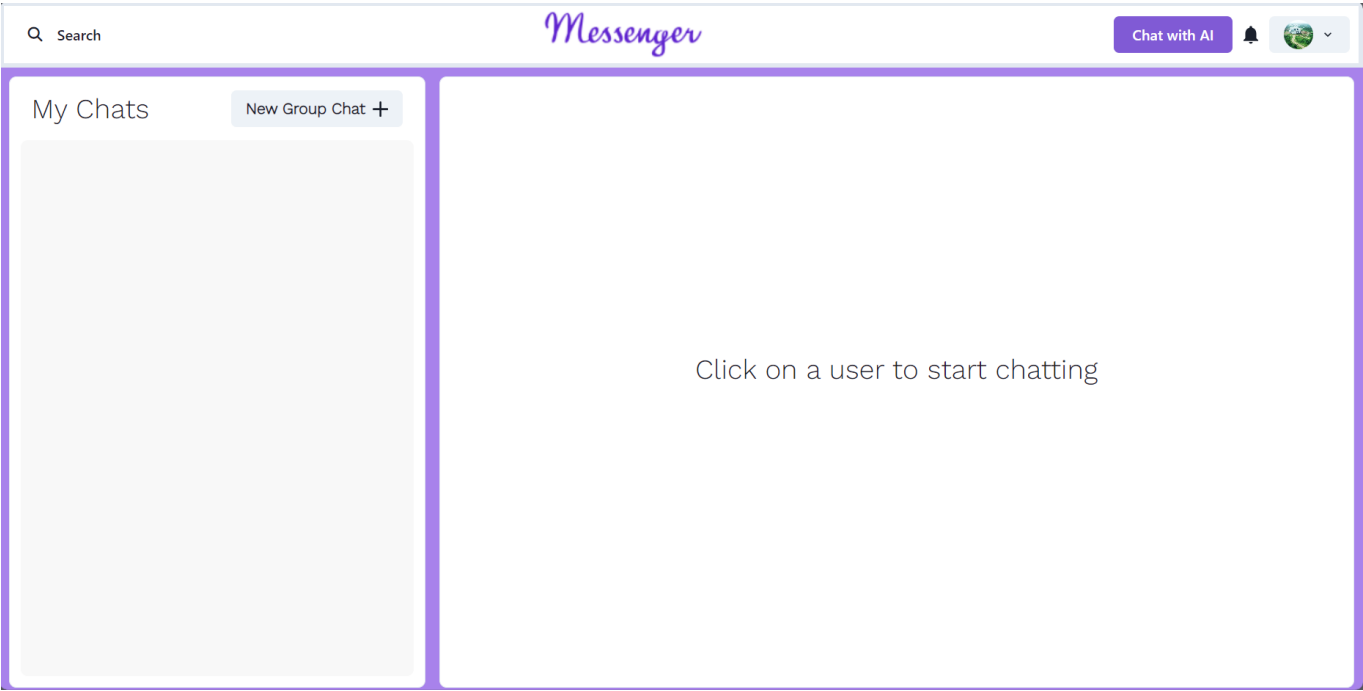 Search
Messenger
Chat with AI
My Chats
New Group Chat +
Click on a user to start chatting